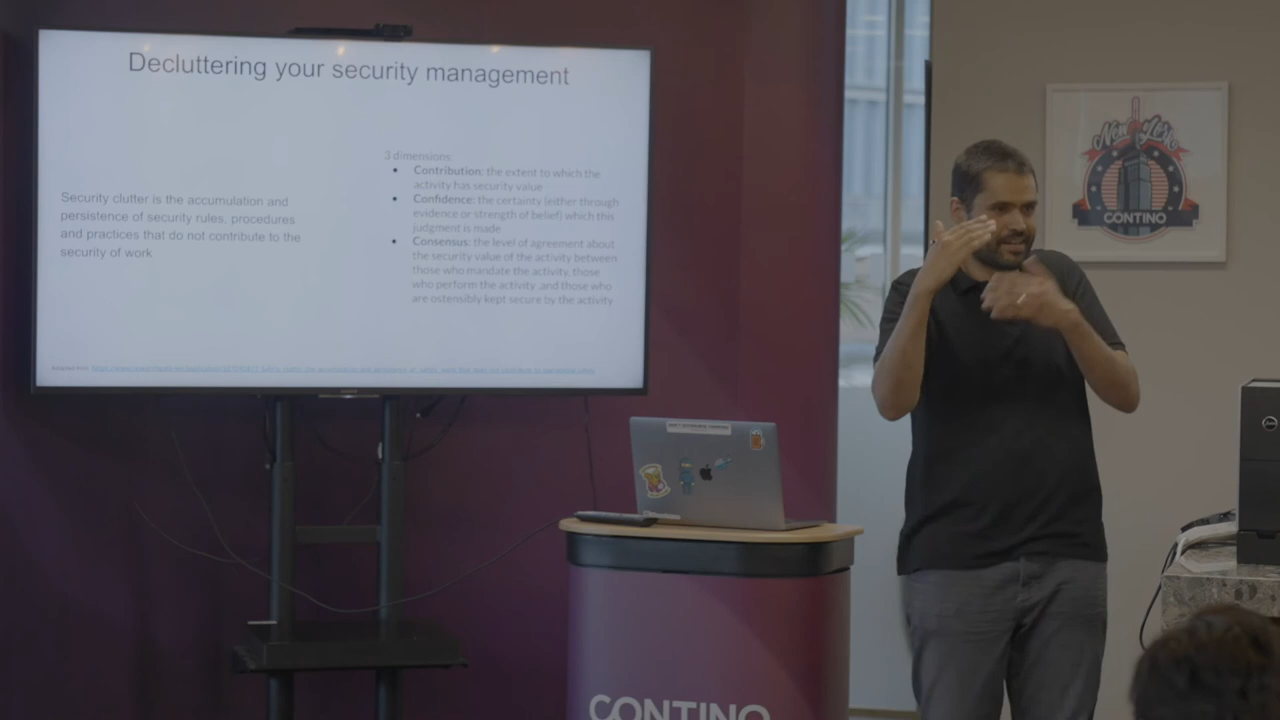 Decluttering your security management
Security clutter is the accumulation and
persistence of security rules, procedures
and practices that do not contribute to the
security of work
3 dimensions:
Contribution: the extent to which the
activity has security value
Confidence: the certainty (either through
evidence or strength of belief) which this
judgment is made
Consensus: the level of agreement about
the security value of the activity between
those who mandate the activity, those
who perform the activity ,and those who
are ostensibly kept secure by the activity
Adapted from
New York
CONTINO
CONTINO